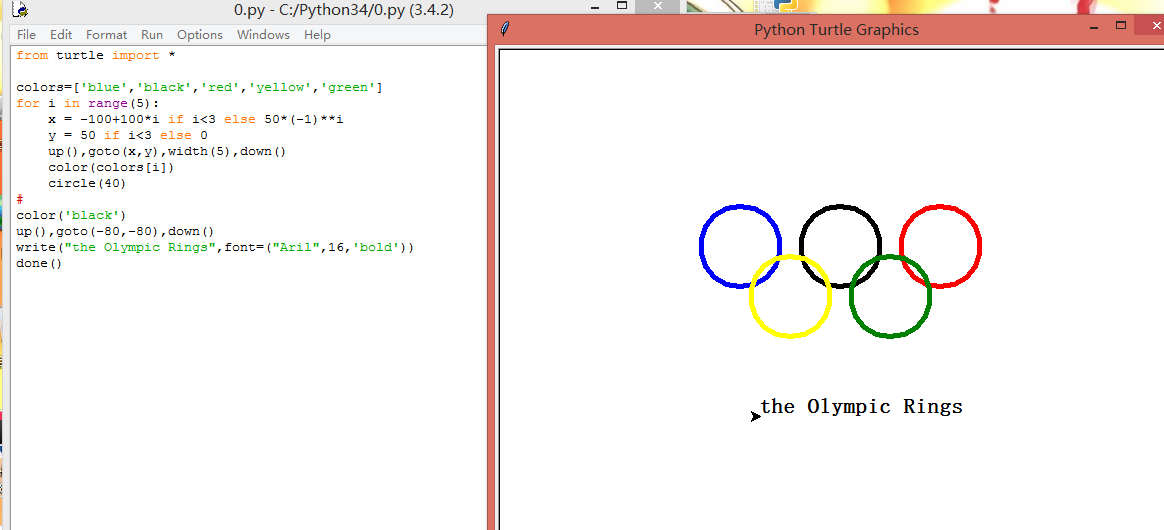 0.py - C:/Python34/0.py (3.4.2)
File Edit Format Run Options Windows Help
from turtle import *
colors=['blue','black','red','yellow','green']
for i in range(5):
    x = -100+100*i if i<3 else 50*(-1)**i
    y = 50 if i<3 else 0
    up(),goto(x,y),width(5),down()
    color(colors[i])
    circle(40)
#
color('black')
up(),goto(-80,-80),down()
write("the Olympic Rings",font=("Aril",16,'bold'))
done()
Python Turtle Graphics
the Olympic Rings